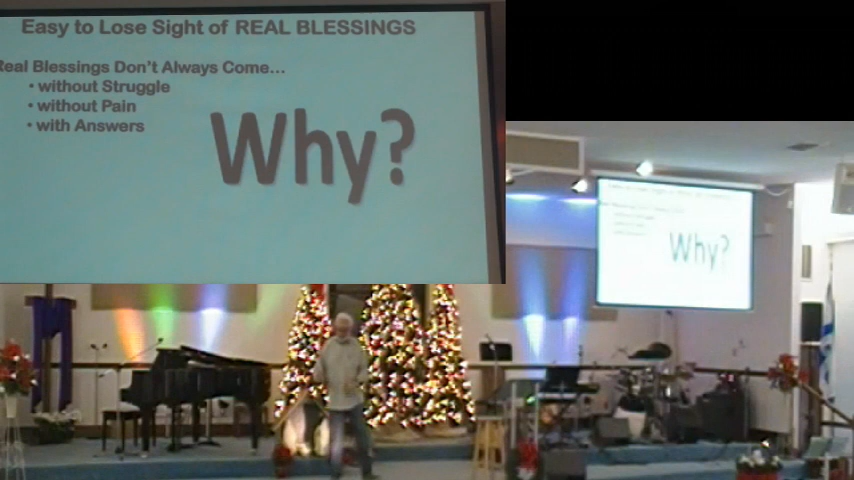 Easy to Lose Sight of REAL BLESSINGS
Real Blessings Don't Always Come...
• without Struggle
• without Pain
• with Answers
Why?
Why?